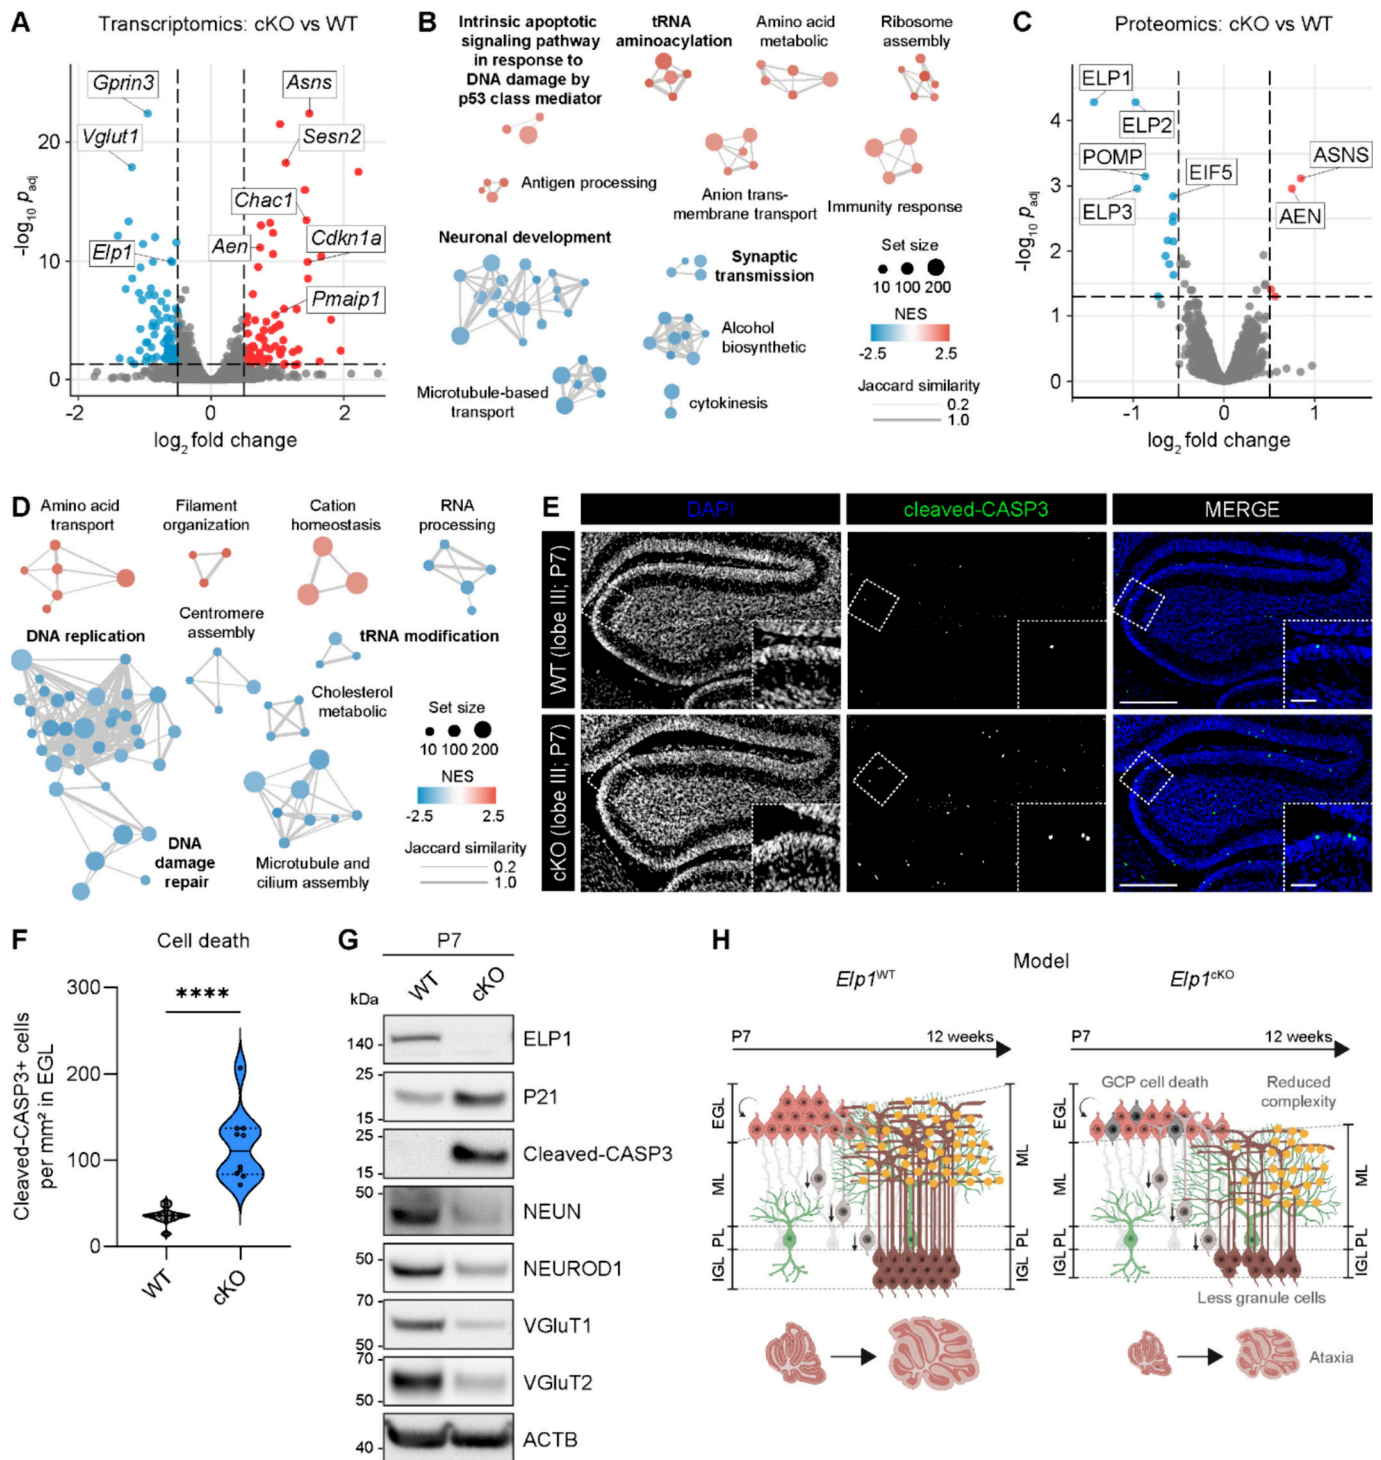 A
Transcriptomics: cKO vs WT
Gprin3
Asns
Vglut1
Sesn2
Chac1
Aen
Cdkn1a
Elp1
Pmaip1
20
10
0
-log10 padj
-2
0
2
log2 fold change
B
Intrinsic apoptotic
signaling pathway
in response to
DNA damage by
p53 class mediator
tRNA
aminoacylation
Amino acid
metabolic
Ribosome
assembly
Antigen processing
Anion trans-
membrane transport
Immunity response
Neuronal development
Synaptic
transmission
Alcohol
biosynthetic
Microtubule-based
transport
cytokinesis
Set size
10 100 200
NES
-2.5 2.5
Jaccard similarity
0.2
1.0
C
Proteomics: cKO vs WT
ELP1
ELP2
POMP
EIF5
ASNS
ELP3
AEN
4
3
2
1
0
-log10 padj
-1
0
1
log2 fold change
D
Amino acid
transport
Filament
organization
Cation
homeostasis
RNA
processing
DNA replication
Centromere
assembly
tRNA modification
Cholesterol
metabolic
DNA
damage
repair
Microtubule and
cilium assembly
Set size
10 100 200
NES
-2.5 2.5
Jaccard similarity
0.2
1.0
E
DAPI
cleaved-CASP3
MERGE
WT (lobe III; P7)
cKO (lobe III; P7)
F
Cell death
300
200
100
0
****
Cleaved-CASP3+ cells
per mm² in EGL
WT
cKO
G
P7
WT
cKO
kDa
140
ELP1
25
P21
15
25
Cleaved-CASP3
15
50
NEUN
50
NEUROD1
70
VGluT1
50
70
VGluT2
50
ACTB
40
H
Model
Elp1WT
Elp1cKO
P7
12 weeks
P7
12 weeks
EGL
ML
PL
IGL
ML
PL
IGL
EGL
ML
PL
IGL
ML
PL
IGL
GCP cell death
Reduced
complexity
Less granule cells
Ataxia